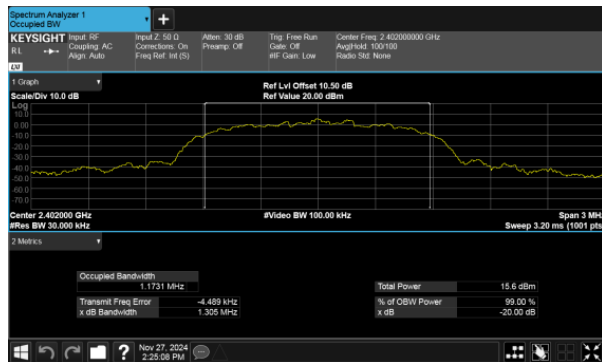 Spectrum Analyzer 1
Occupied BW
KEYSIGHT Input: RF Input Z: 50 Ω Atten: 30 dB Trig: Free Run Center Freq: 2.402000000 GHz
RL Coupling: AC Corrections: On Preamp: Off Gate: Off Avg|Hold: 100/100
Align: Auto Freq Ref: Int (S) #IF Gain: Low Radio Std: None
1 Graph
Ref Lvl Offset 10.50 dB
Scale/Div 10.0 dB Ref Value 20.00 dBm
Log
10.0
0.00
-10.0
-20.0
-30.0
-40.0
-50.0
-60.0
-70.0
Center 2.402000 GHz #Video BW 100.00 kHz Span 3 MHz
#Res BW 30.000 kHz Sweep 3.20 ms (1001 pts
2 Metrics
Occupied Bandwidth
1.1731 MHz Total Power 15.6 dBm
Transmit Freq Error -4.489 kHz % of OBW Power 99.00 %
x dB Bandwidth 1.305 MHz x dB -20.00 dB
Nov 27, 2024
2:25:08 PM